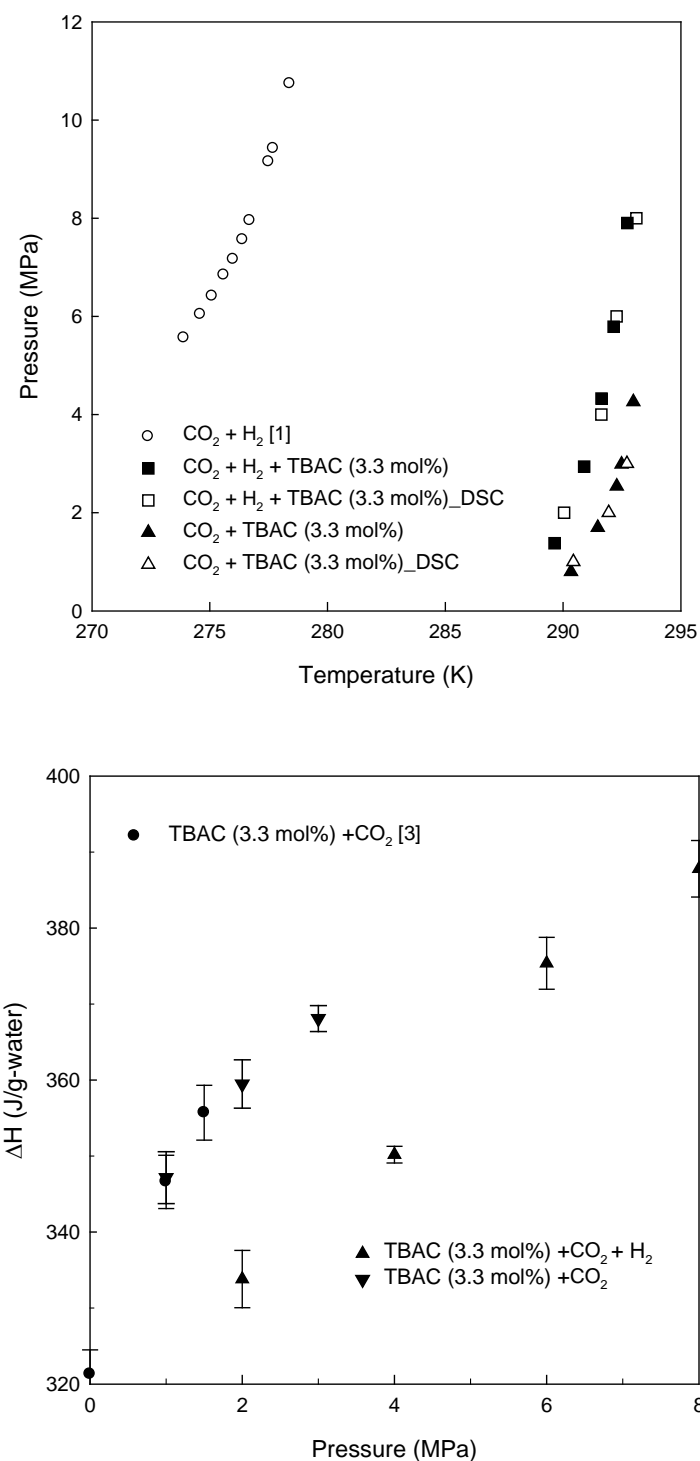 12
10
8
6
4
2
0
Pressure (MPa)
CO₂ + H₂ [1]
CO₂ + H₂ + TBAC (3.3 mol%)
CO₂ + H₂ + TBAC (3.3 mol%)_DSC
CO₂ + TBAC (3.3 mol%)
CO₂ + TBAC (3.3 mol%)_DSC
270 275 280 285 290 295
Temperature (K)
400
380
360
340
320
ΔH (J/g-water)
TBAC (3.3 mol%) +CO₂ [3]
TBAC (3.3 mol%) +CO₂ + H₂
TBAC (3.3 mol%) +CO₂
0 2 4 6 8
Pressure (MPa)